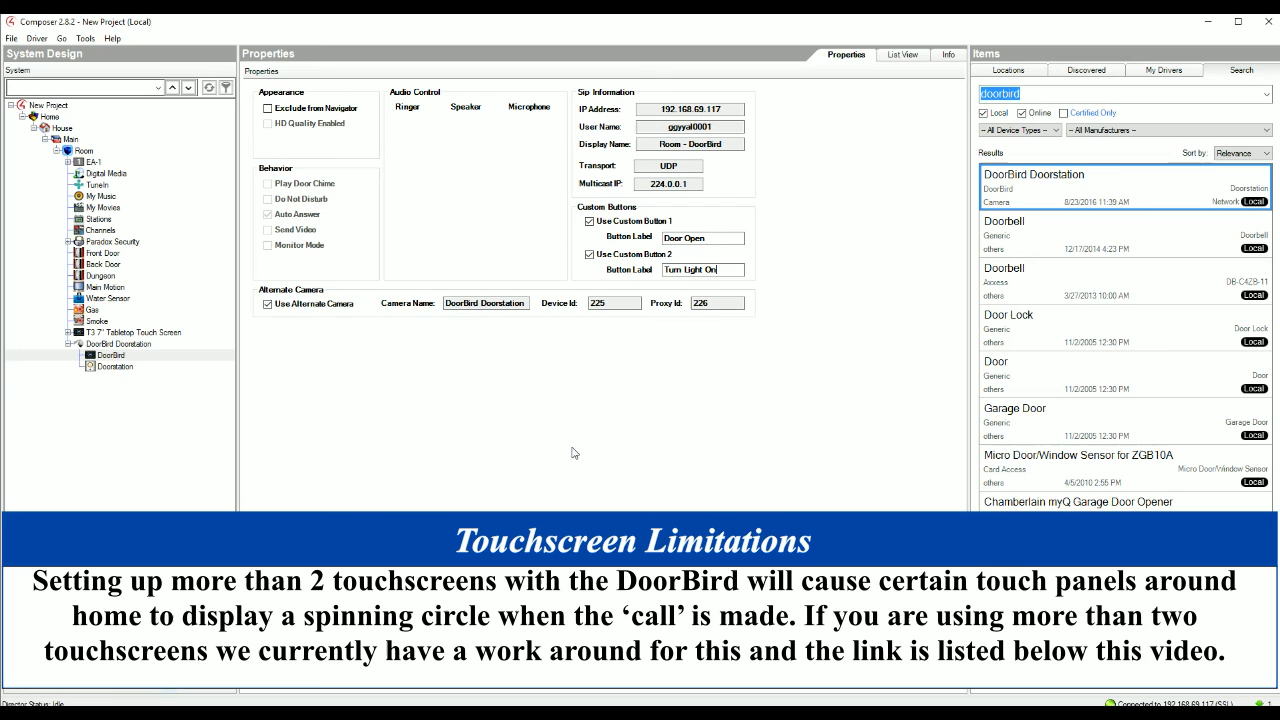 Composer 2.8.2 - New Project (Local)
File Driver Go Tools Help
System Design
System
New Project
Home
House
Main
Room
EA-1
Digital Media
TuneIn
My Music
My Movies
Stations
Channels
Paradox Security
Front Door
Back Door
Dungeon
Main Motion
Water Sensor
Gas
Smoke
T3 7" Tabletop Touch Screen
DoorBird Doorstation
DoorBird
Doorstation
Properties
Properties List View Info
Properties
Appearance
Exclude from Navigator
HD Quality Enabled
Behavior
Play Door Chime
Do Not Disturb
Auto Answer
Send Video
Monitor Mode
Audio Control
Ringer Speaker Microphone
Sip Information
IP Address: 192.168.69.117
User Name: ggyyal0001
Display Name: Room - DoorBird
Transport: UDP
Multicast IP: 224.0.0.1
Custom Buttons
Use Custom Button 1
Button Label Door Open
Use Custom Button 2
Button Label Turn Light On
Alternate Camera
Use Alternate Camera Camera Name: DoorBird Doorstation Device Id: 225 Proxy Id: 226
Items
Locations Discovered My Drivers Search
doorbird
Local Online Certified Only
-- All Device Types -- -- All Manufacturers --
Results Sort by: Relevance
DoorBird Doorstation
DoorBird Doorstation
Camera 8/23/2016 11:39 AM Network Local
Doorbell
Generic Doorbell
others 12/17/2014 4:23 PM Local
Doorbell
Axxess DB-C4ZB-11
others 3/27/2013 10:00 AM Local
Door Lock
Generic Door Lock
others 11/2/2005 12:30 PM Local
Door
Generic Door
others 11/2/2005 12:30 PM Local
Garage Door
Generic Garage Door
others 11/2/2005 12:30 PM Local
Micro Door/Window Sensor for ZGB10A
Card Access Micro Door/Window Sensor
others 4/5/2010 2:55 PM Local
Chamberlain myQ Garage Door Opener
Touchscreen Limitations
Setting up more than 2 touchscreens with the DoorBird will cause certain touch panels around
home to display a spinning circle when the ‘call’ is made. If you are using more than two
touchscreens we currently have a work around for this and the link is listed below this video.
Director Status: Idle Connected to 192.168.69.117 (SSL) 1